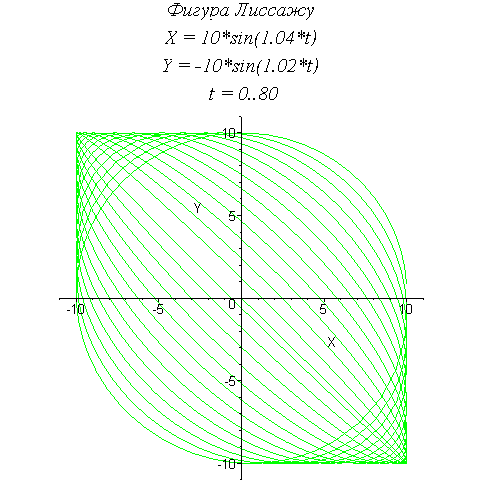 Фигура Лиссажу
X = 10*sin(1.04*t)
Y = -10*sin(1.02*t)
t = 0..80
10
Y
5
-10 -5 0 5 10
X
-5
-10